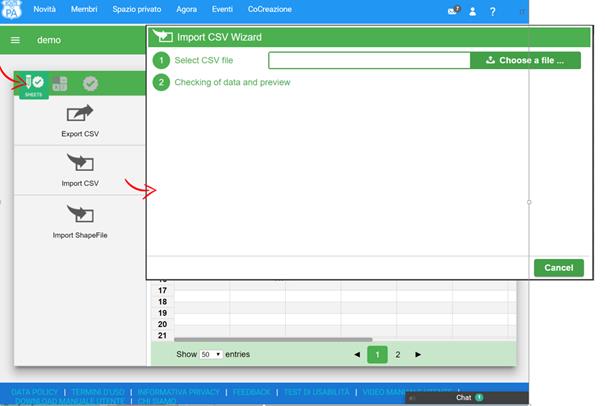 PA
Novità Membri Spazio privato Agora Eventi CoCreazione
7
?
IT
demo
Import CSV Wizard
SHEETS
1 Select CSV file
Choose a file ...
2 Checking of data and preview
Export CSV
Import CSV
Import ShapeFile
Cancel
17
18
19
20
21
Show 50 entries
1 2
DATA POLICY | TERMINI D'USO | INFORMATIVA PRIVACY | FEEDBACK | TEST DI USABILITÀ |
DOWNLOAD MANUALE UTENTE | CHI SIAMO
Chat 1